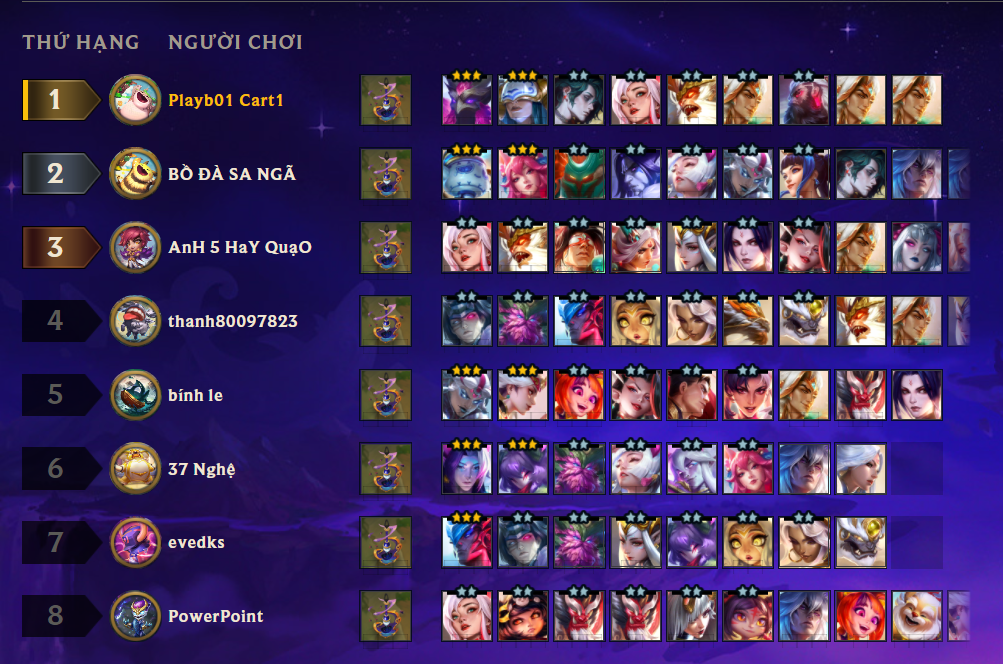 THỨ HẠNG NGƯỜI CHƠI
1 Playb01 Cart1
2 BỒ ĐÀ SA NGÃ
3 AnH 5 HaY QuạO
4 thanh80097823
5 bính le
6 37 Nghệ
7 evedks
8 PowerPoint